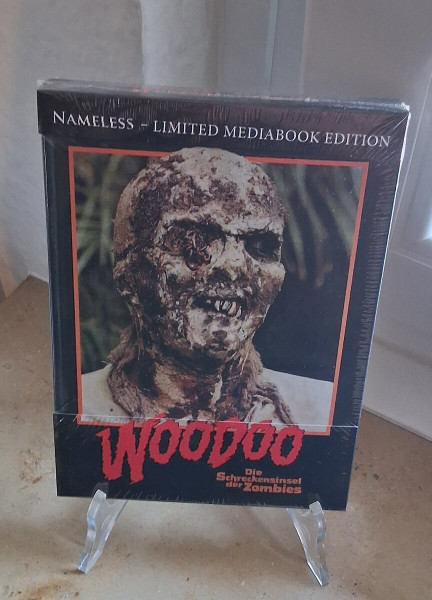 NAMELESS – LIMITED MEDIABOOK EDITION
WOODOO
Die
Schreckensinsel
der Zombies